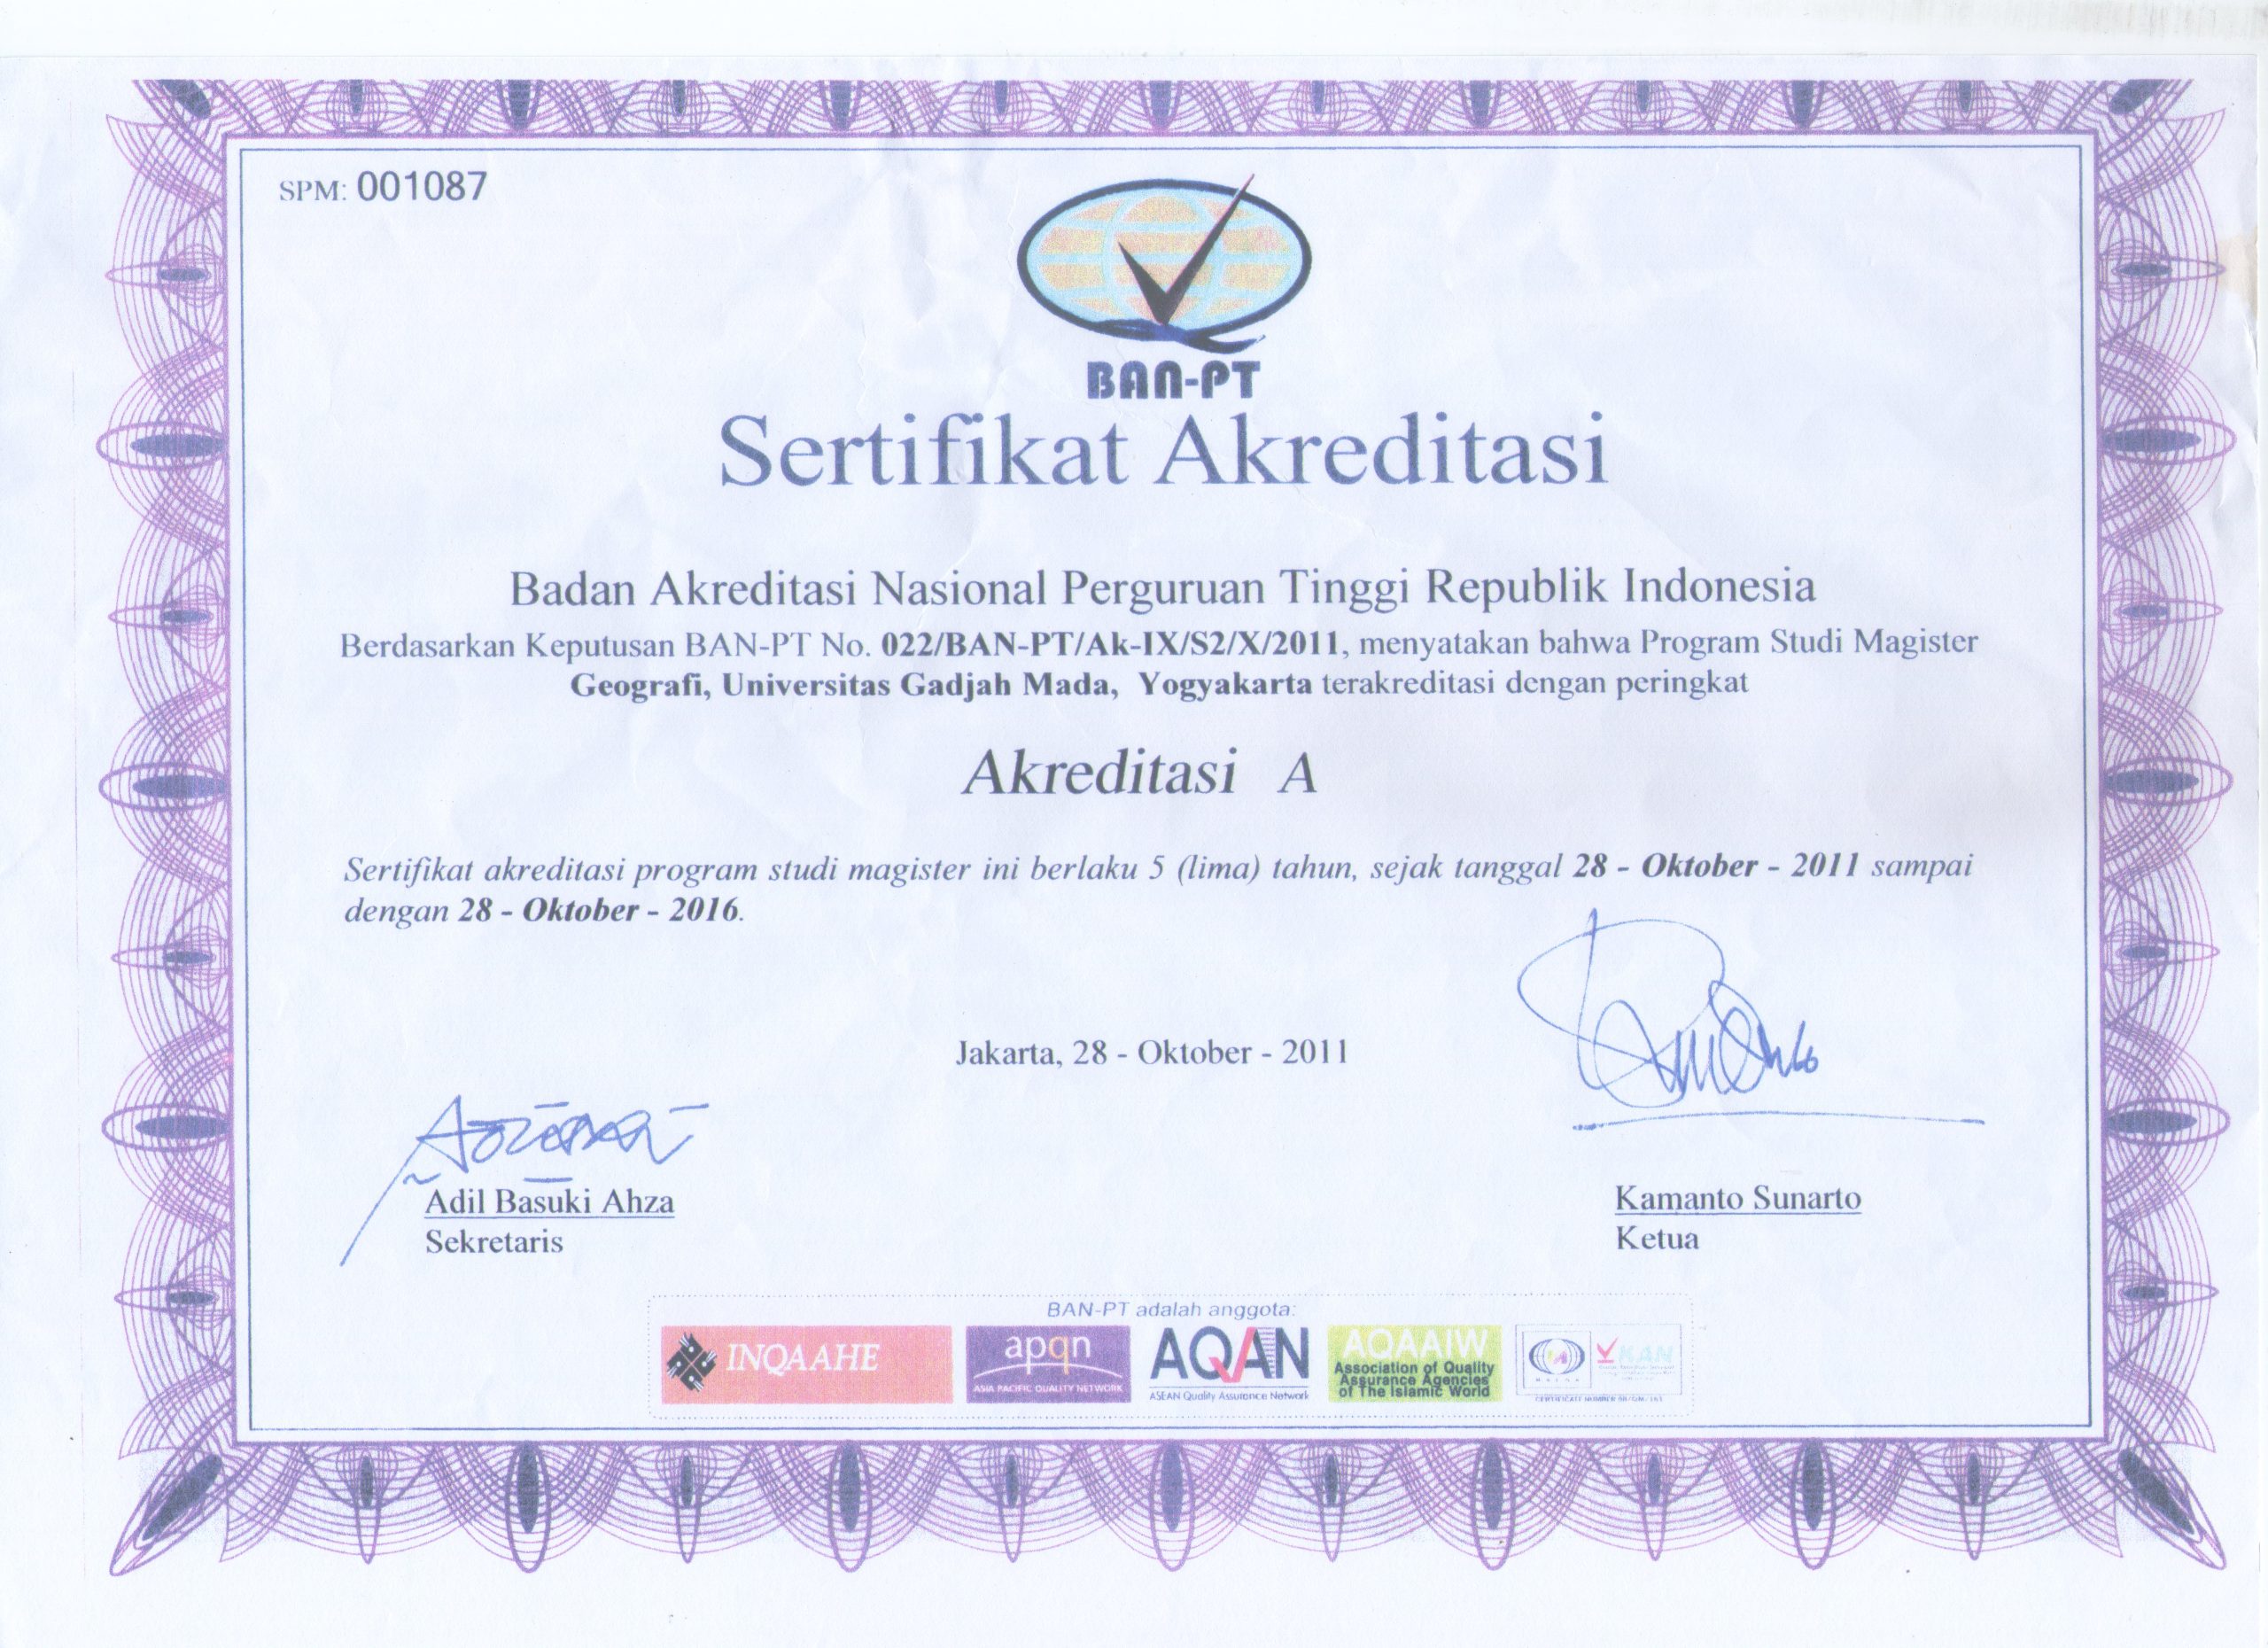 SPM: 001087
BAN-PT
Sertifikat Akreditasi
Badan Akreditasi Nasional Perguruan Tinggi Republik Indonesia
Berdasarkan Keputusan BAN-PT No. 022/BAN-PT/Ak-IX/S2/X/2011, menyatakan bahwa Program Studi Magister
Geografi, Universitas Gadjah Mada, Yogyakarta terakreditasi dengan peringkat
Akreditasi A
Sertifikat akreditasi program studi magister ini berlaku 5 (lima) tahun, sejak tanggal 28 - Oktober - 2011 sampai
dengan 28 - Oktober - 2016.
Jakarta, 28 - Oktober - 2011
Adil Basuki Ahza
Sekretaris
Kamanto Sunarto
Ketua
BAN-PT adalah anggota:
INQAAHE
apqn
ASIA PACIFIC QUALITY NETWORK
AQAN
ASEAN Quality Assurance Network
AQAAIW
Association of Quality
Assurance Agencies
of The Islamic World
KAN
CERTIFICATE NUMBER